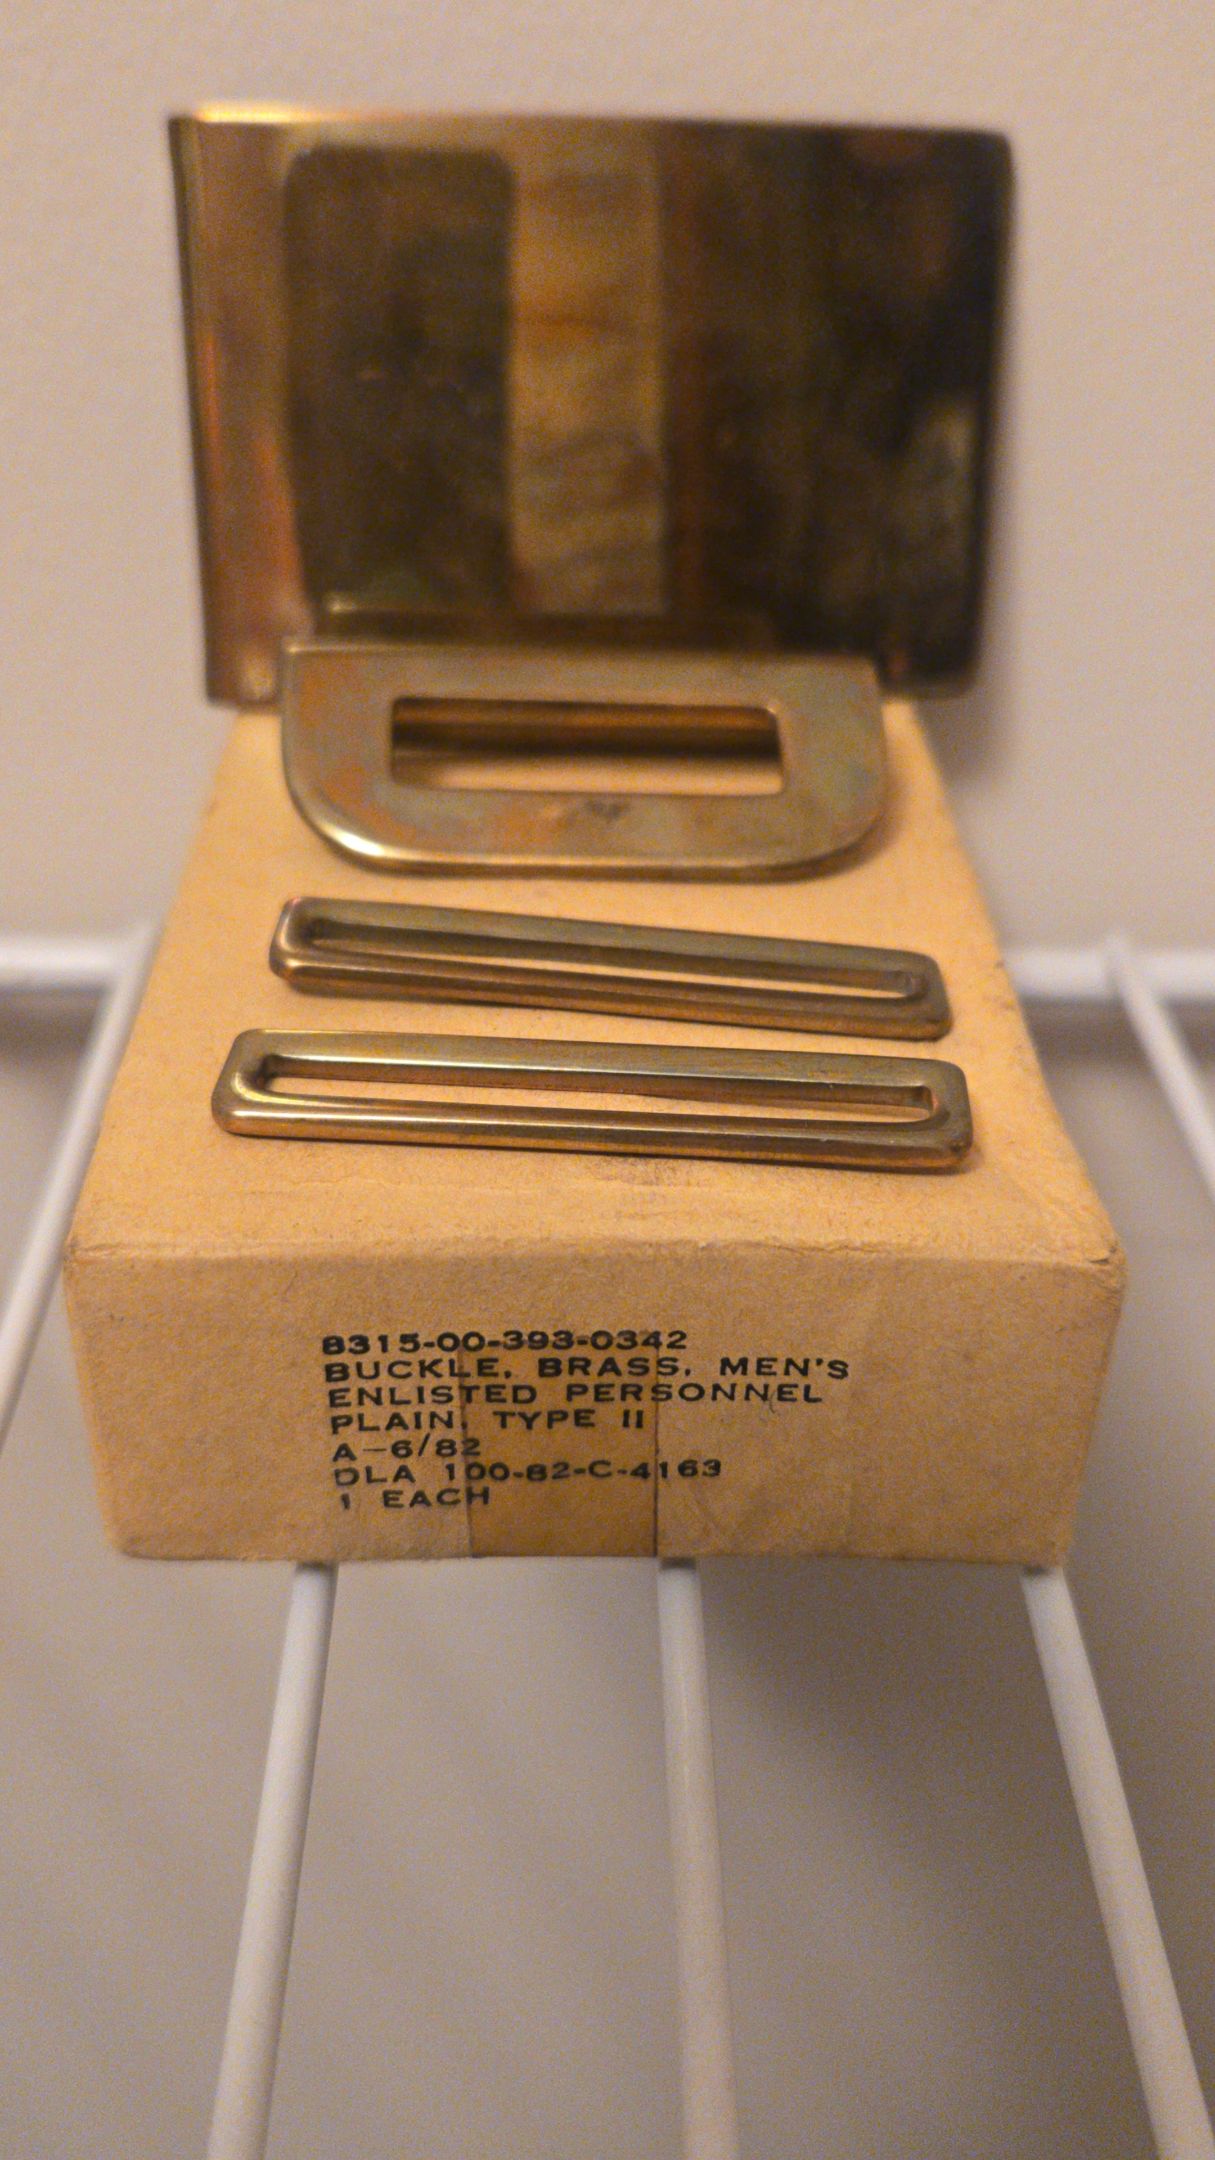 8315-00-393-0342
BUCKLE, BRASS, MEN'S
ENLISTED PERSONNEL
PLAIN, TYPE II
A-6/82
DLA 100-82-C-4163
1 EACH